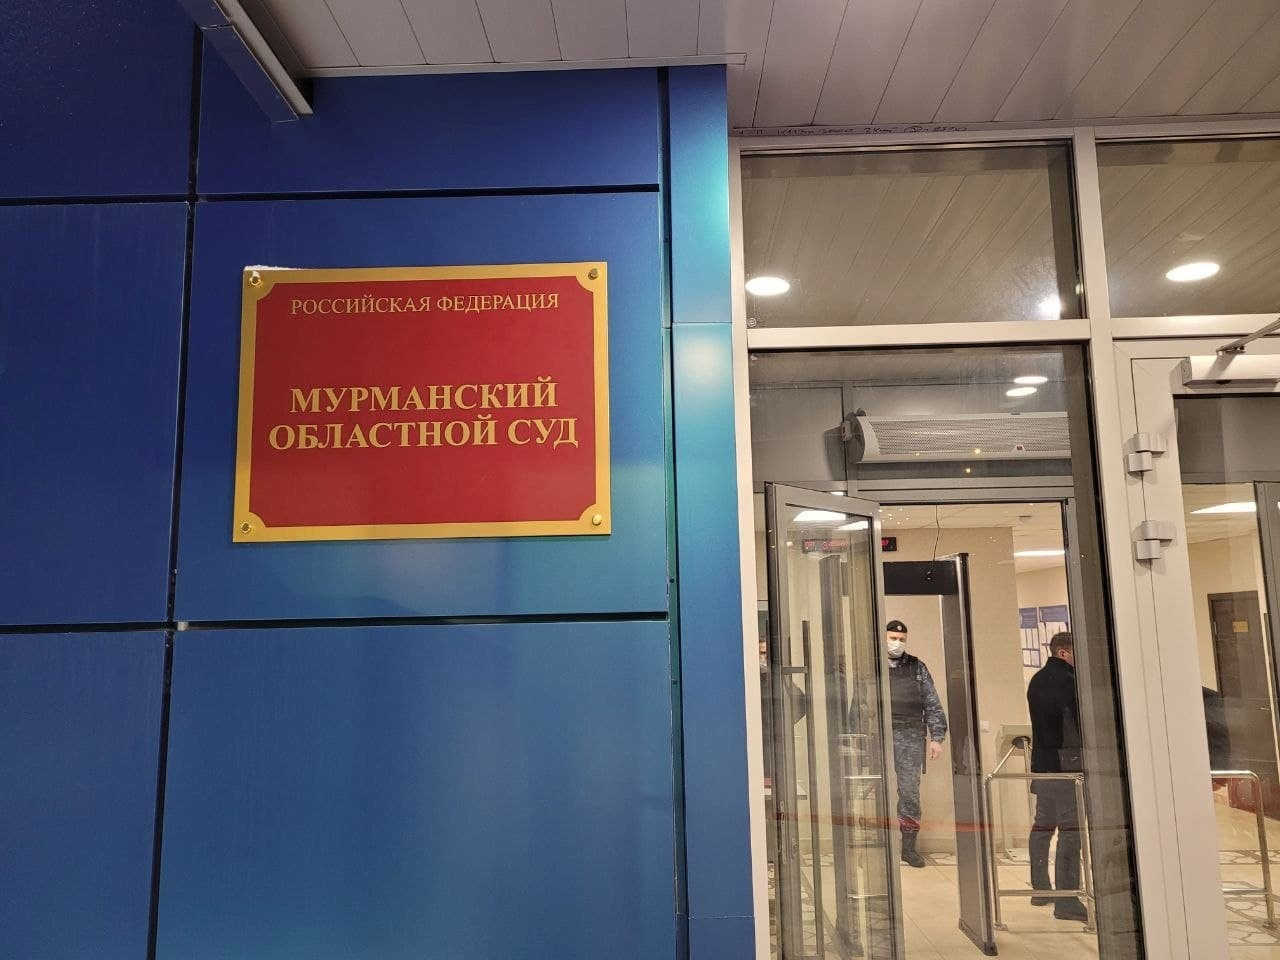 РОССИЙСКАЯ ФЕДЕРАЦИЯ
МУРМАНСКИЙ
ОБЛАСТНОЙ СУД